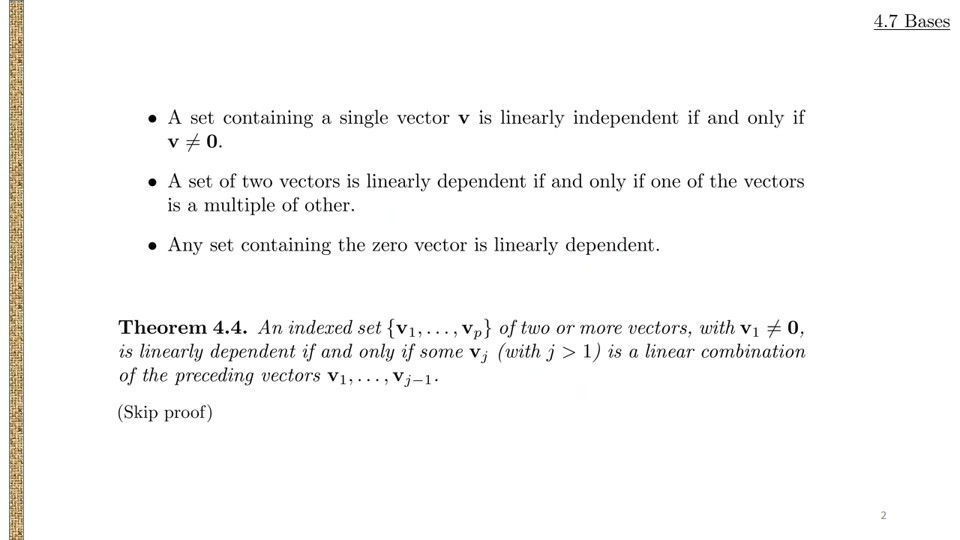 4.7 Bases
• A set containing a single vector v is linearly independent if and only if
v ≠ 0.
• A set of two vectors is linearly dependent if and only if one of the vectors
is a multiple of other.
• Any set containing the zero vector is linearly dependent.
Theorem 4.4. An indexed set {v₁, . . . , vₚ} of two or more vectors, with v₁ ≠ 0,
is linearly dependent if and only if some vⱼ (with j > 1) is a linear combination
of the preceding vectors v₁, . . . , vⱼ₋₁.
(Skip proof)
2